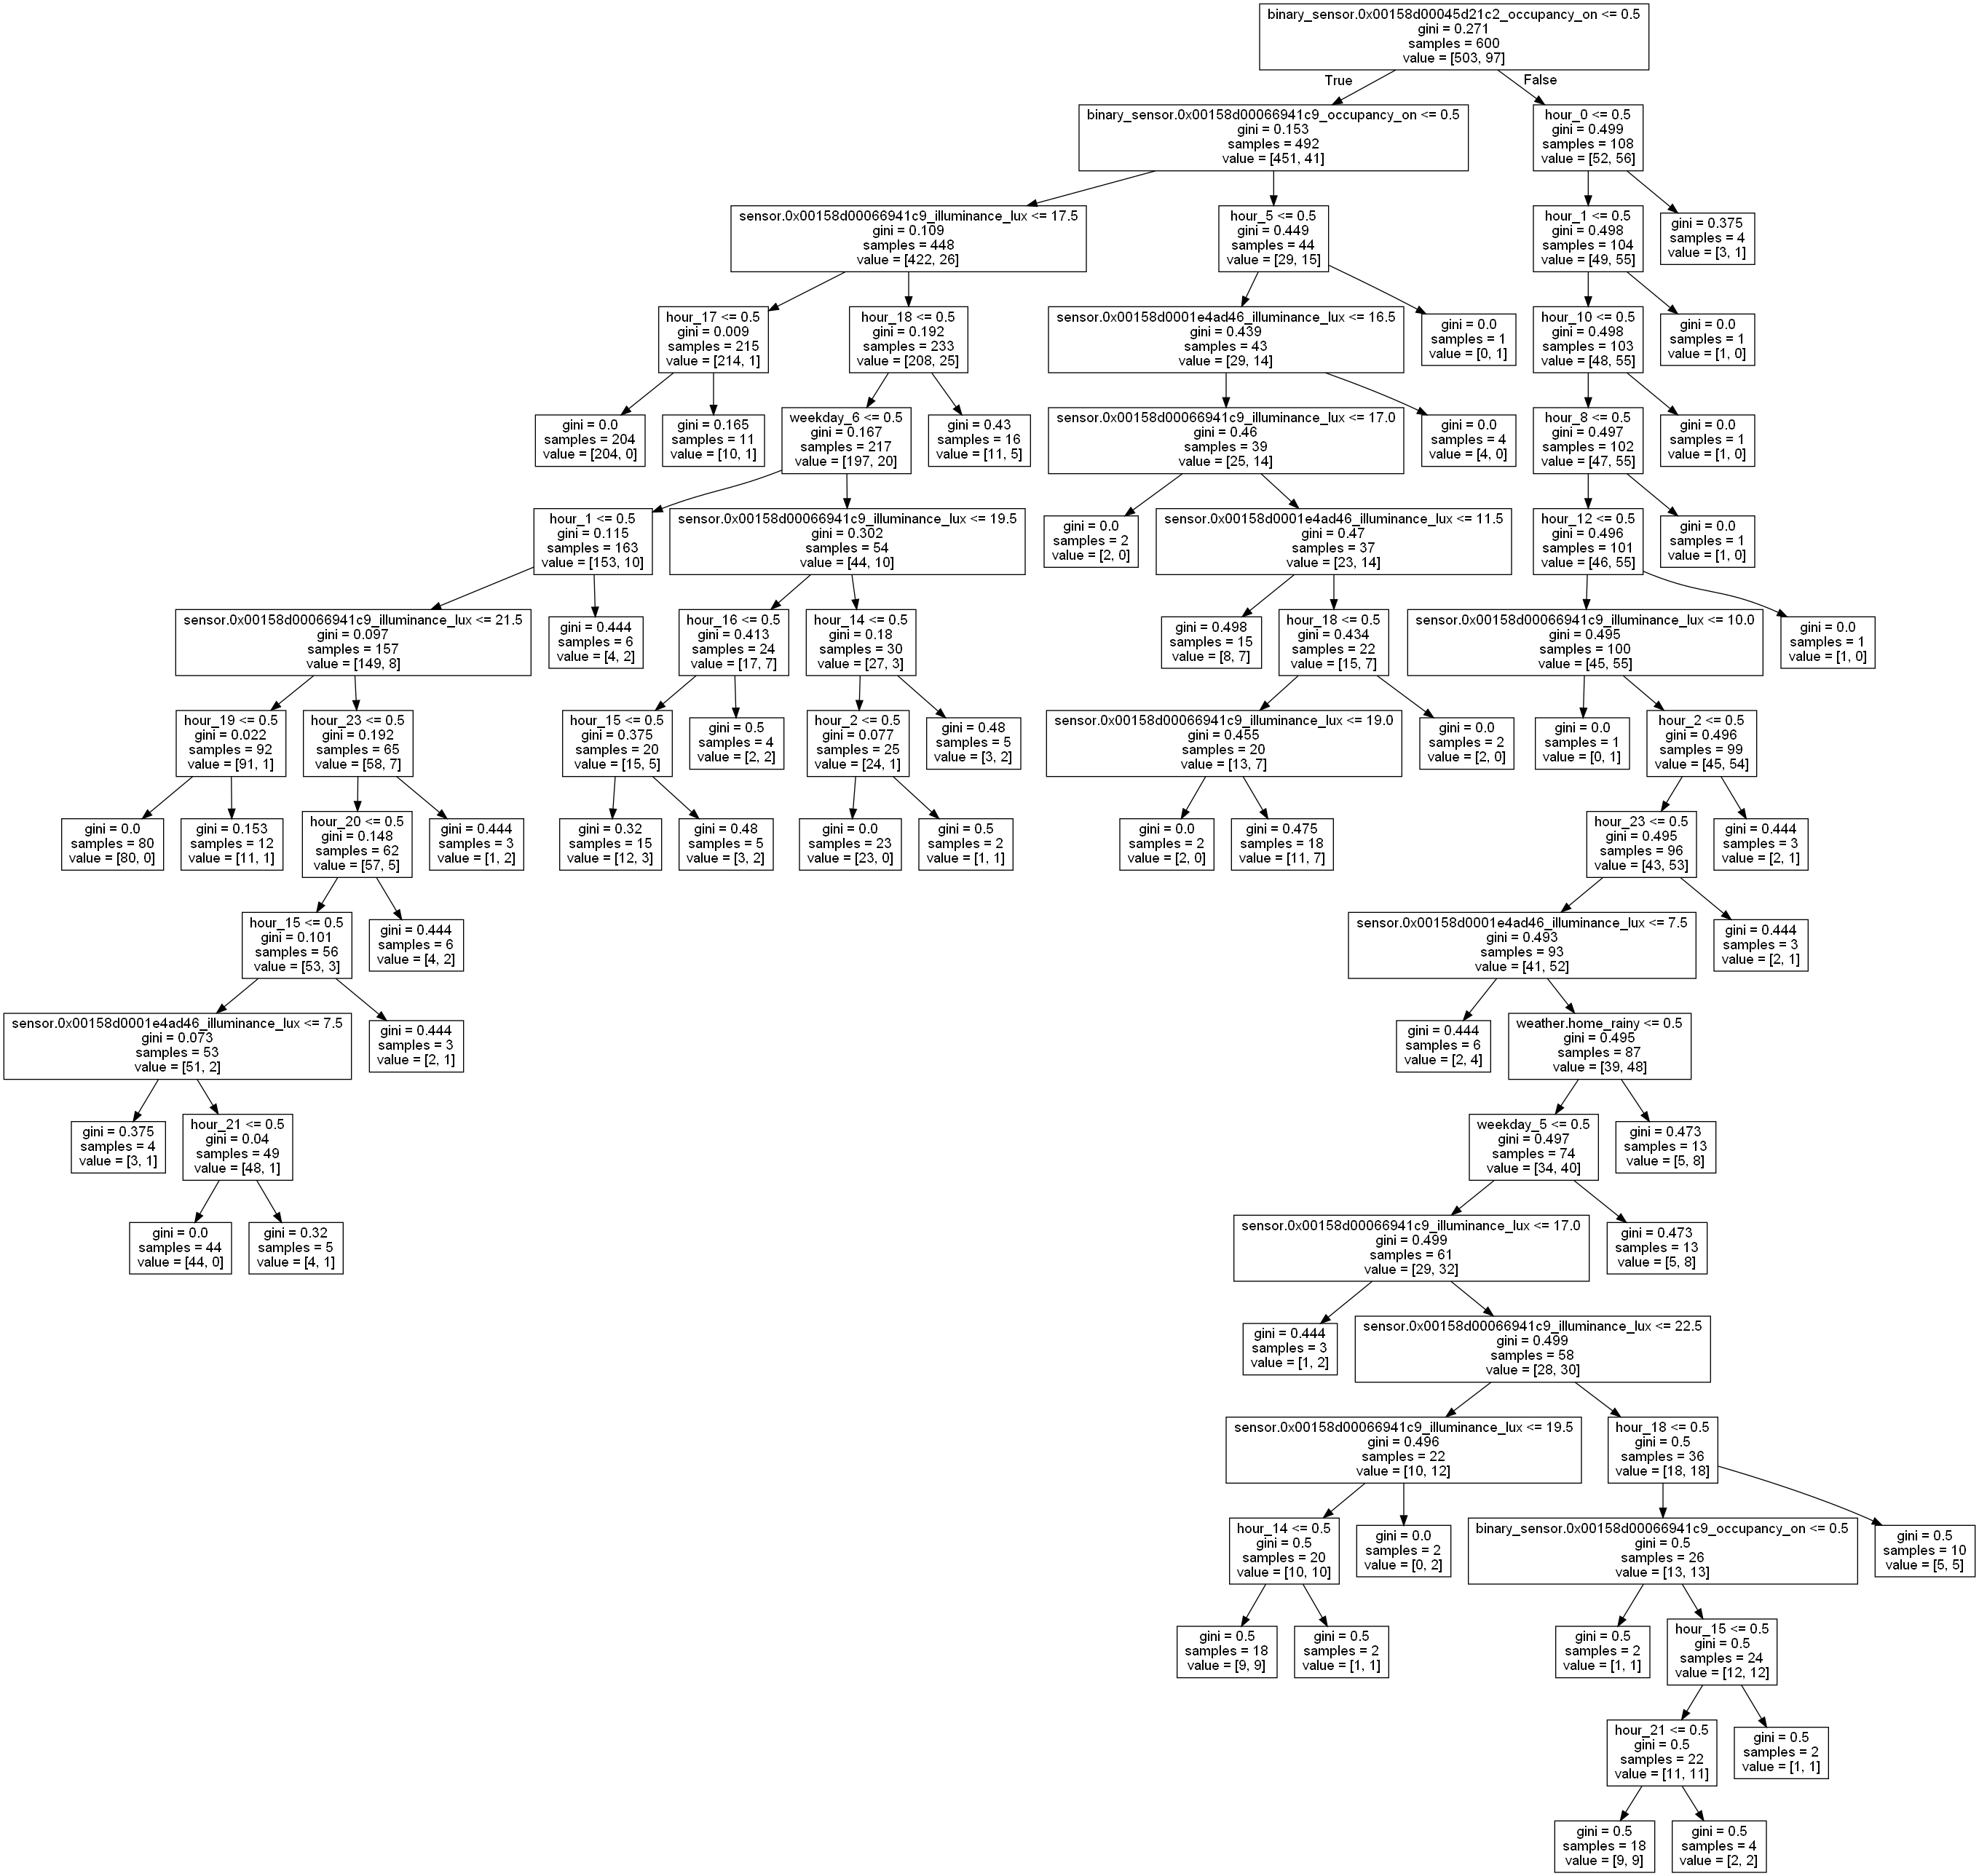 binary_sensor.0x00158d00045d21c2_occupancy_on <= 0.5
gini = 0.271
samples = 600
value = [503, 97]
True
False
binary_sensor.0x00158d00066941c9_occupancy_on <= 0.5
gini = 0.153
samples = 492
value = [451, 41]
hour_0 <= 0.5
gini = 0.499
samples = 108
value = [52, 56]
sensor.0x00158d00066941c9_illuminance_lux <= 17.5
gini = 0.109
samples = 448
value = [422, 26]
hour_5 <= 0.5
gini = 0.449
samples = 44
value = [29, 15]
hour_1 <= 0.5
gini = 0.498
samples = 104
value = [49, 55]
gini = 0.375
samples = 4
value = [3, 1]
hour_17 <= 0.5
gini = 0.009
samples = 215
value = [214, 1]
hour_18 <= 0.5
gini = 0.192
samples = 233
value = [208, 25]
sensor.0x00158d0001e4ad46_illuminance_lux <= 16.5
gini = 0.439
samples = 43
value = [29, 14]
gini = 0.0
samples = 1
value = [0, 1]
hour_10 <= 0.5
gini = 0.498
samples = 103
value = [48, 55]
gini = 0.0
samples = 1
value = [1, 0]
gini = 0.0
samples = 204
value = [204, 0]
gini = 0.165
samples = 11
value = [10, 1]
weekday_6 <= 0.5
gini = 0.167
samples = 217
value = [197, 20]
gini = 0.43
samples = 16
value = [11, 5]
sensor.0x00158d00066941c9_illuminance_lux <= 17.0
gini = 0.46
samples = 39
value = [25, 14]
gini = 0.0
samples = 4
value = [4, 0]
hour_8 <= 0.5
gini = 0.497
samples = 102
value = [47, 55]
gini = 0.0
samples = 1
value = [1, 0]
hour_1 <= 0.5
gini = 0.115
samples = 163
value = [153, 10]
sensor.0x00158d00066941c9_illuminance_lux <= 19.5
gini = 0.302
samples = 54
value = [44, 10]
gini = 0.0
samples = 2
value = [2, 0]
sensor.0x00158d0001e4ad46_illuminance_lux <= 11.5
gini = 0.47
samples = 37
value = [23, 14]
hour_12 <= 0.5
gini = 0.496
samples = 101
value = [46, 55]
gini = 0.0
samples = 1
value = [1, 0]
sensor.0x00158d00066941c9_illuminance_lux <= 21.5
gini = 0.097
samples = 157
value = [149, 8]
gini = 0.444
samples = 6
value = [4, 2]
hour_16 <= 0.5
gini = 0.413
samples = 24
value = [17, 7]
hour_14 <= 0.5
gini = 0.18
samples = 30
value = [27, 3]
gini = 0.498
samples = 15
value = [8, 7]
hour_18 <= 0.5
gini = 0.434
samples = 22
value = [15, 7]
sensor.0x00158d00066941c9_illuminance_lux <= 10.0
gini = 0.495
samples = 100
value = [45, 55]
gini = 0.0
samples = 1
value = [1, 0]
hour_19 <= 0.5
gini = 0.022
samples = 92
value = [91, 1]
hour_23 <= 0.5
gini = 0.192
samples = 65
value = [58, 7]
hour_15 <= 0.5
gini = 0.375
samples = 20
value = [15, 5]
gini = 0.5
samples = 4
value = [2, 2]
hour_2 <= 0.5
gini = 0.077
samples = 25
value = [24, 1]
gini = 0.48
samples = 5
value = [3, 2]
sensor.0x00158d00066941c9_illuminance_lux <= 19.0
gini = 0.455
samples = 20
value = [13, 7]
gini = 0.0
samples = 2
value = [2, 0]
gini = 0.0
samples = 1
value = [0, 1]
hour_2 <= 0.5
gini = 0.496
samples = 99
value = [45, 54]
gini = 0.0
samples = 80
value = [80, 0]
gini = 0.153
samples = 12
value = [11, 1]
hour_20 <= 0.5
gini = 0.148
samples = 62
value = [57, 5]
gini = 0.444
samples = 3
value = [1, 2]
gini = 0.32
samples = 15
value = [12, 3]
gini = 0.48
samples = 5
value = [3, 2]
gini = 0.0
samples = 23
value = [23, 0]
gini = 0.5
samples = 2
value = [1, 1]
gini = 0.0
samples = 2
value = [2, 0]
gini = 0.475
samples = 18
value = [11, 7]
hour_23 <= 0.5
gini = 0.495
samples = 96
value = [43, 53]
gini = 0.444
samples = 3
value = [2, 1]
hour_15 <= 0.5
gini = 0.101
samples = 56
value = [53, 3]
gini = 0.444
samples = 6
value = [4, 2]
sensor.0x00158d0001e4ad46_illuminance_lux <= 7.5
gini = 0.493
samples = 93
value = [41, 52]
gini = 0.444
samples = 3
value = [2, 1]
sensor.0x00158d0001e4ad46_illuminance_lux <= 7.5
gini = 0.073
samples = 53
value = [51, 2]
gini = 0.444
samples = 3
value = [2, 1]
gini = 0.444
samples = 6
value = [2, 4]
weather.home_rainy <= 0.5
gini = 0.495
samples = 87
value = [39, 48]
gini = 0.375
samples = 4
value = [3, 1]
hour_21 <= 0.5
gini = 0.04
samples = 49
value = [48, 1]
weekday_5 <= 0.5
gini = 0.497
samples = 74
value = [34, 40]
gini = 0.473
samples = 13
value = [5, 8]
gini = 0.0
samples = 44
value = [44, 0]
gini = 0.32
samples = 5
value = [4, 1]
sensor.0x00158d00066941c9_illuminance_lux <= 17.0
gini = 0.499
samples = 61
value = [29, 32]
gini = 0.473
samples = 13
value = [5, 8]
gini = 0.444
samples = 3
value = [1, 2]
sensor.0x00158d00066941c9_illuminance_lux <= 22.5
gini = 0.499
samples = 58
value = [28, 30]
sensor.0x00158d00066941c9_illuminance_lux <= 19.5
gini = 0.496
samples = 22
value = [10, 12]
hour_18 <= 0.5
gini = 0.5
samples = 36
value = [18, 18]
hour_14 <= 0.5
gini = 0.5
samples = 20
value = [10, 10]
gini = 0.0
samples = 2
value = [0, 2]
binary_sensor.0x00158d00066941c9_occupancy_on <= 0.5
gini = 0.5
samples = 26
value = [13, 13]
gini = 0.5
samples = 10
value = [5, 5]
gini = 0.5
samples = 18
value = [9, 9]
gini = 0.5
samples = 2
value = [1, 1]
gini = 0.5
samples = 2
value = [1, 1]
hour_15 <= 0.5
gini = 0.5
samples = 24
value = [12, 12]
hour_21 <= 0.5
gini = 0.5
samples = 22
value = [11, 11]
gini = 0.5
samples = 2
value = [1, 1]
gini = 0.5
samples = 18
value = [9, 9]
gini = 0.5
samples = 4
value = [2, 2]